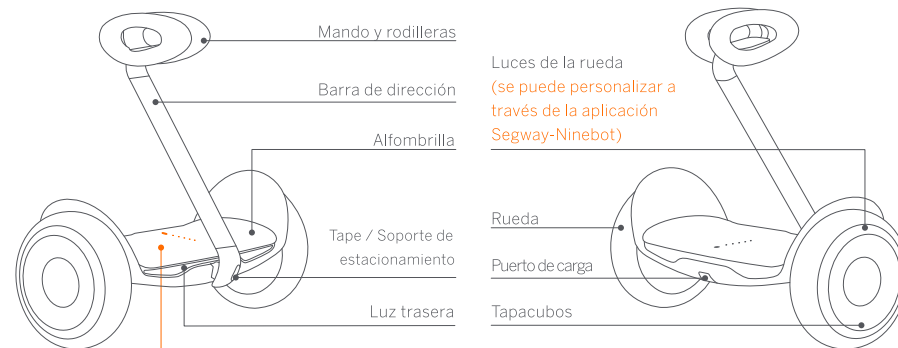 Mando y rodilleras
Barra de dirección
Alfombrilla
Tape / Soporte de
estacionamiento
Luz trasera
Luces de la rueda
(se puede personalizar a
través de la aplicación
Segway-Ninebot)
Rueda
Puerto de carga
Tapacubos